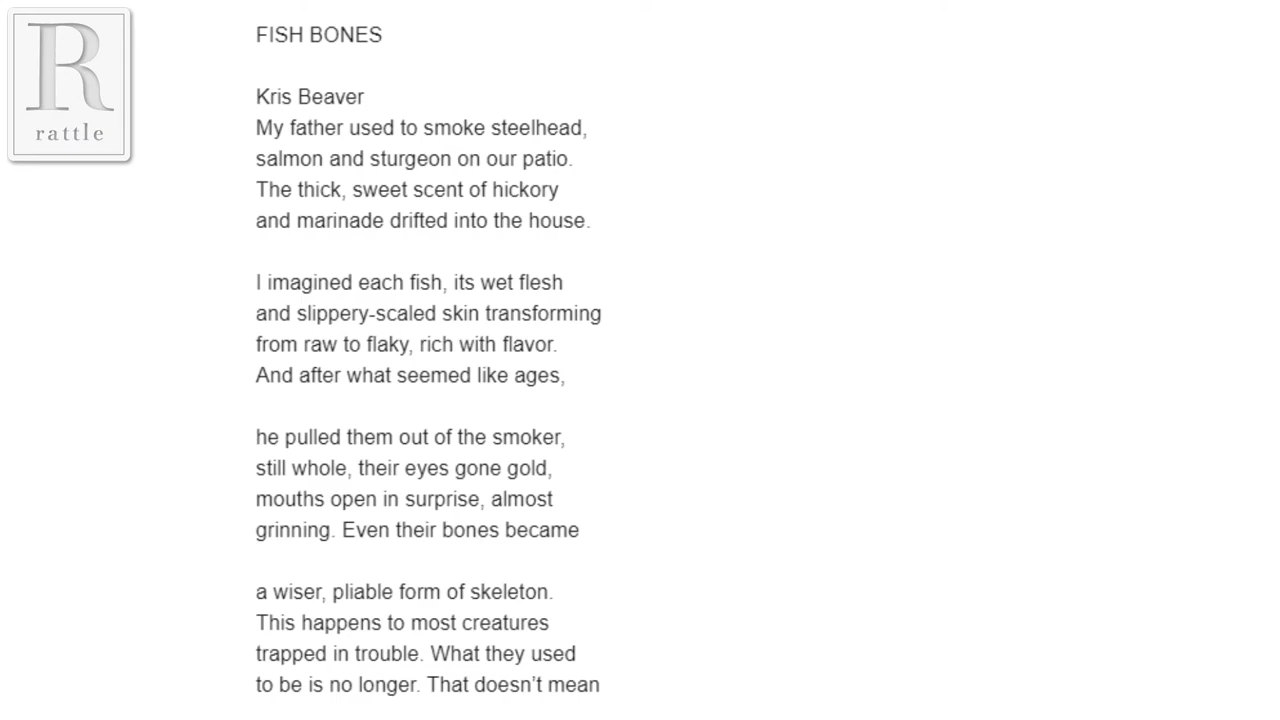 R
rattle
FISH BONES
Kris Beaver
My father used to smoke steelhead,
salmon and sturgeon on our patio.
The thick, sweet scent of hickory
and marinade drifted into the house.
I imagined each fish, its wet flesh
and slippery-scaled skin transforming
from raw to flaky, rich with flavor.
And after what seemed like ages,
he pulled them out of the smoker,
still whole, their eyes gone gold,
mouths open in surprise, almost
grinning. Even their bones became
a wiser, pliable form of skeleton.
This happens to most creatures
trapped in trouble. What they used
to be is no longer. That doesn’t mean